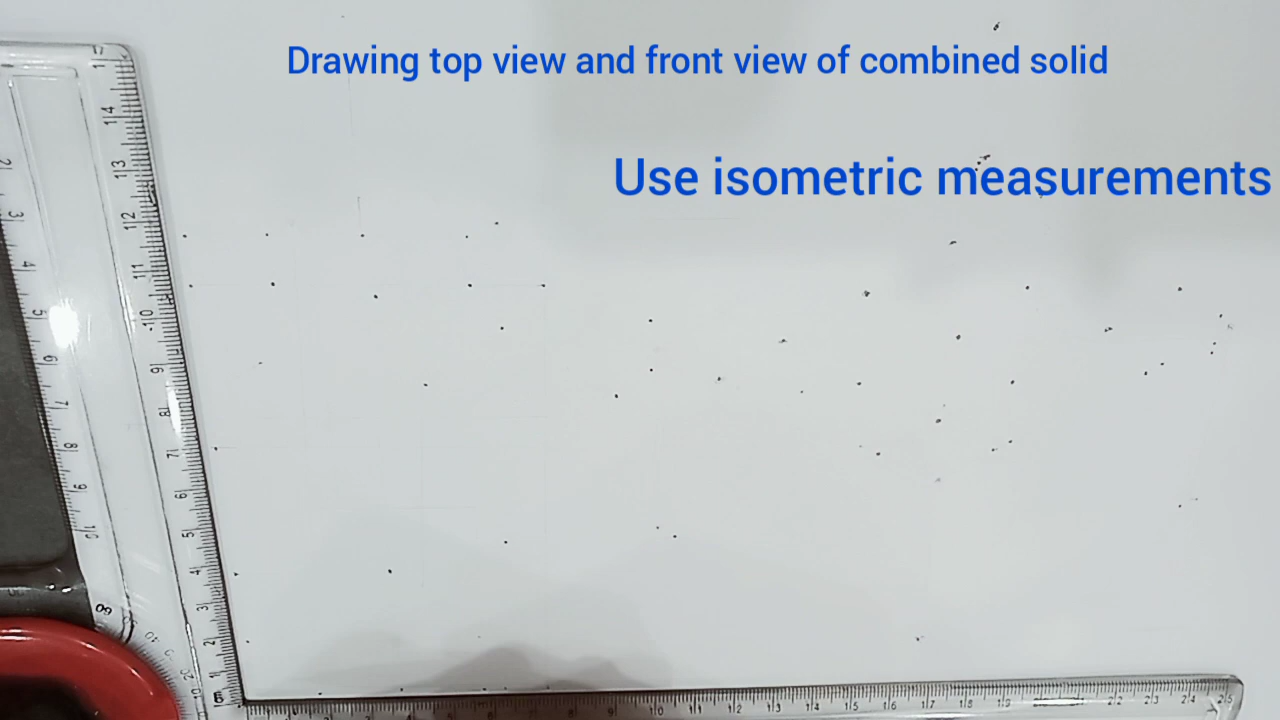 Drawing top view and front view of combined solid
Use isometric measurements